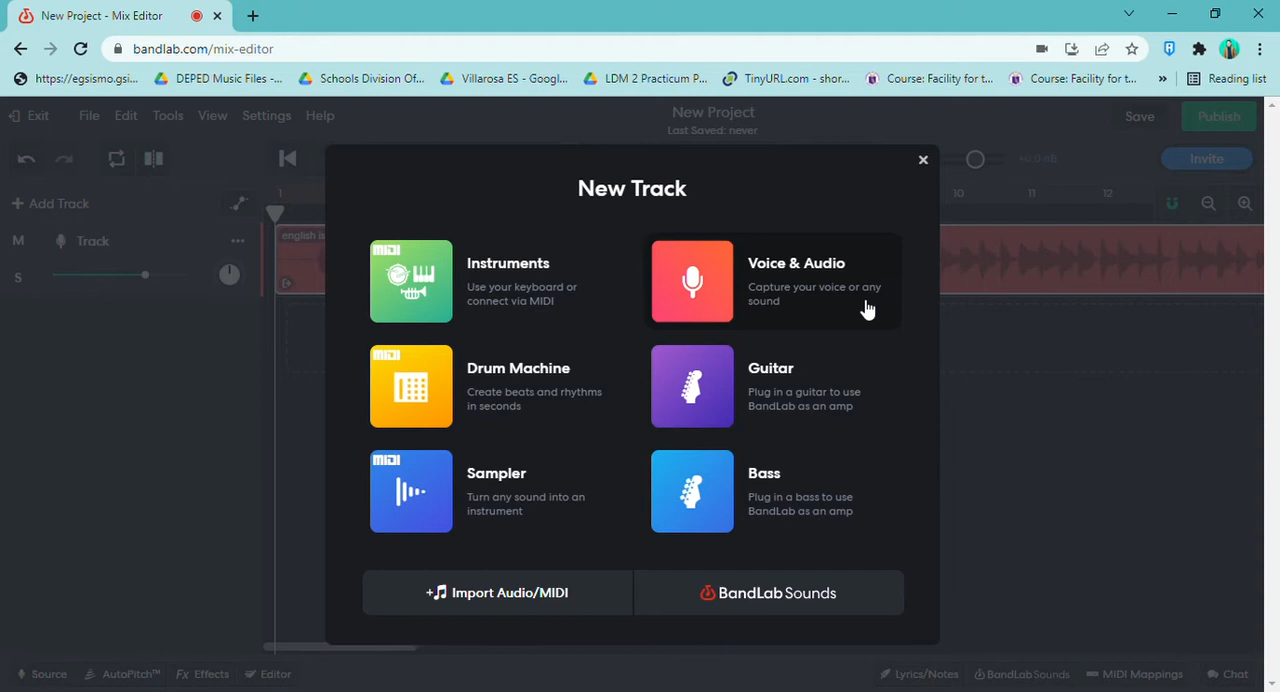 New Project - Mix Editor
bandlab.com/mix-editor
https://egsismo.gsi...
DEPED Music Files -...
Schools Division Of...
Villarosa ES - Googl...
LDM 2 Practicum P...
TinyURL.com - shor...
Course: Facility for t...
Course: Facility for t...
»
Reading list
Exit
File
Edit
Tools
View
Settings
Help
New Project
Last Saved: never
Save
Publish
+0.0 dB
Invite
+ Add Track
1
10
11
12
M
Track
S
english is
New Track
MIDI
Instruments
Use your keyboard or
connect via MIDI
Voice & Audio
Capture your voice or any
sound
MIDI
Drum Machine
Create beats and rhythms
in seconds
Guitar
Plug in a guitar to use
BandLab as an amp
MIDI
Sampler
Turn any sound into an
instrument
Bass
Plug in a bass to use
BandLab as an amp
Import Audio/MIDI
BandLab Sounds
Source
AutoPitch™
Fx Effects
Editor
Lyrics/Notes
BandLab Sounds
MIDI Mappings
Chat